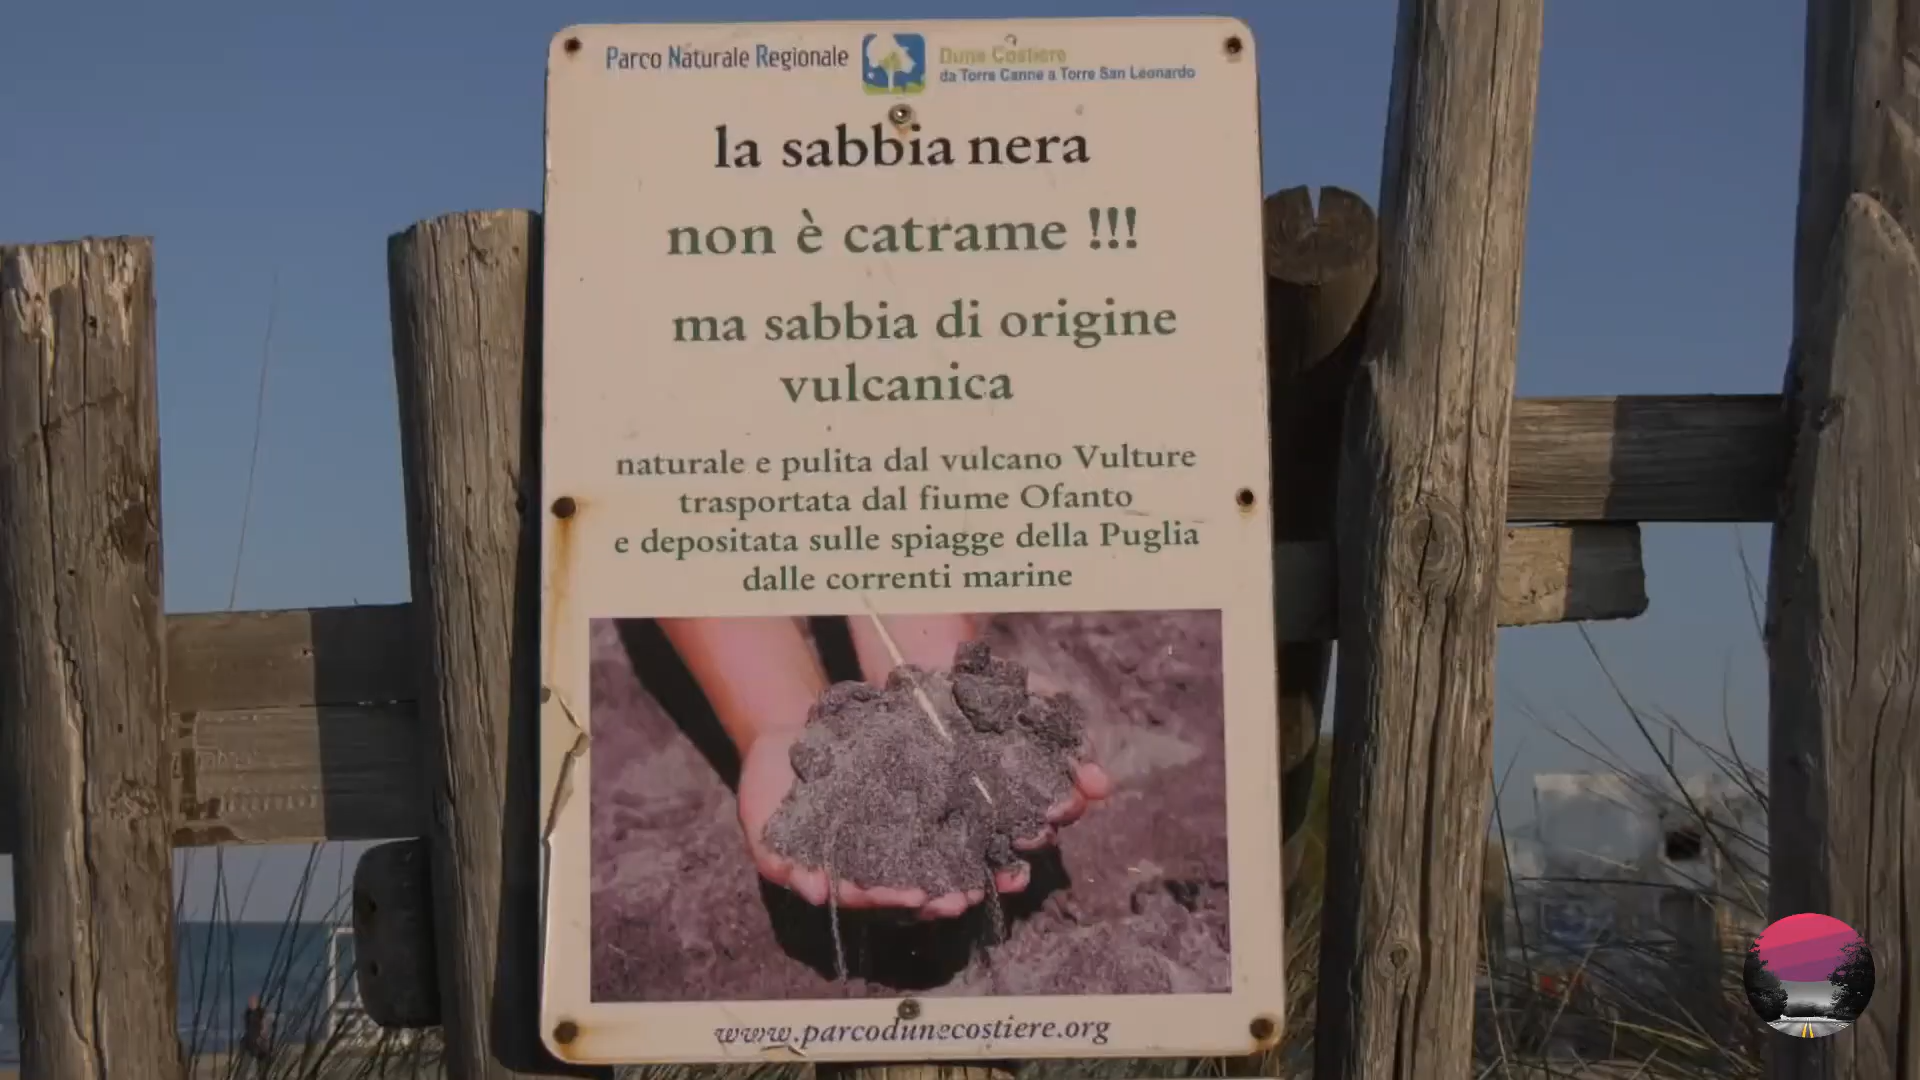 Parco Naturale Regionale
Dune Costiere
da Torre Canne a Torre San Leonardo
la sabbia nera
non è catrame !!!
ma sabbia di origine
vulcanica
naturale e pulita dal vulcano Vulture
trasportata dal fiume Ofanto
e depositata sulle spiagge della Puglia
dalle correnti marine
www.parcodunecostiere.org